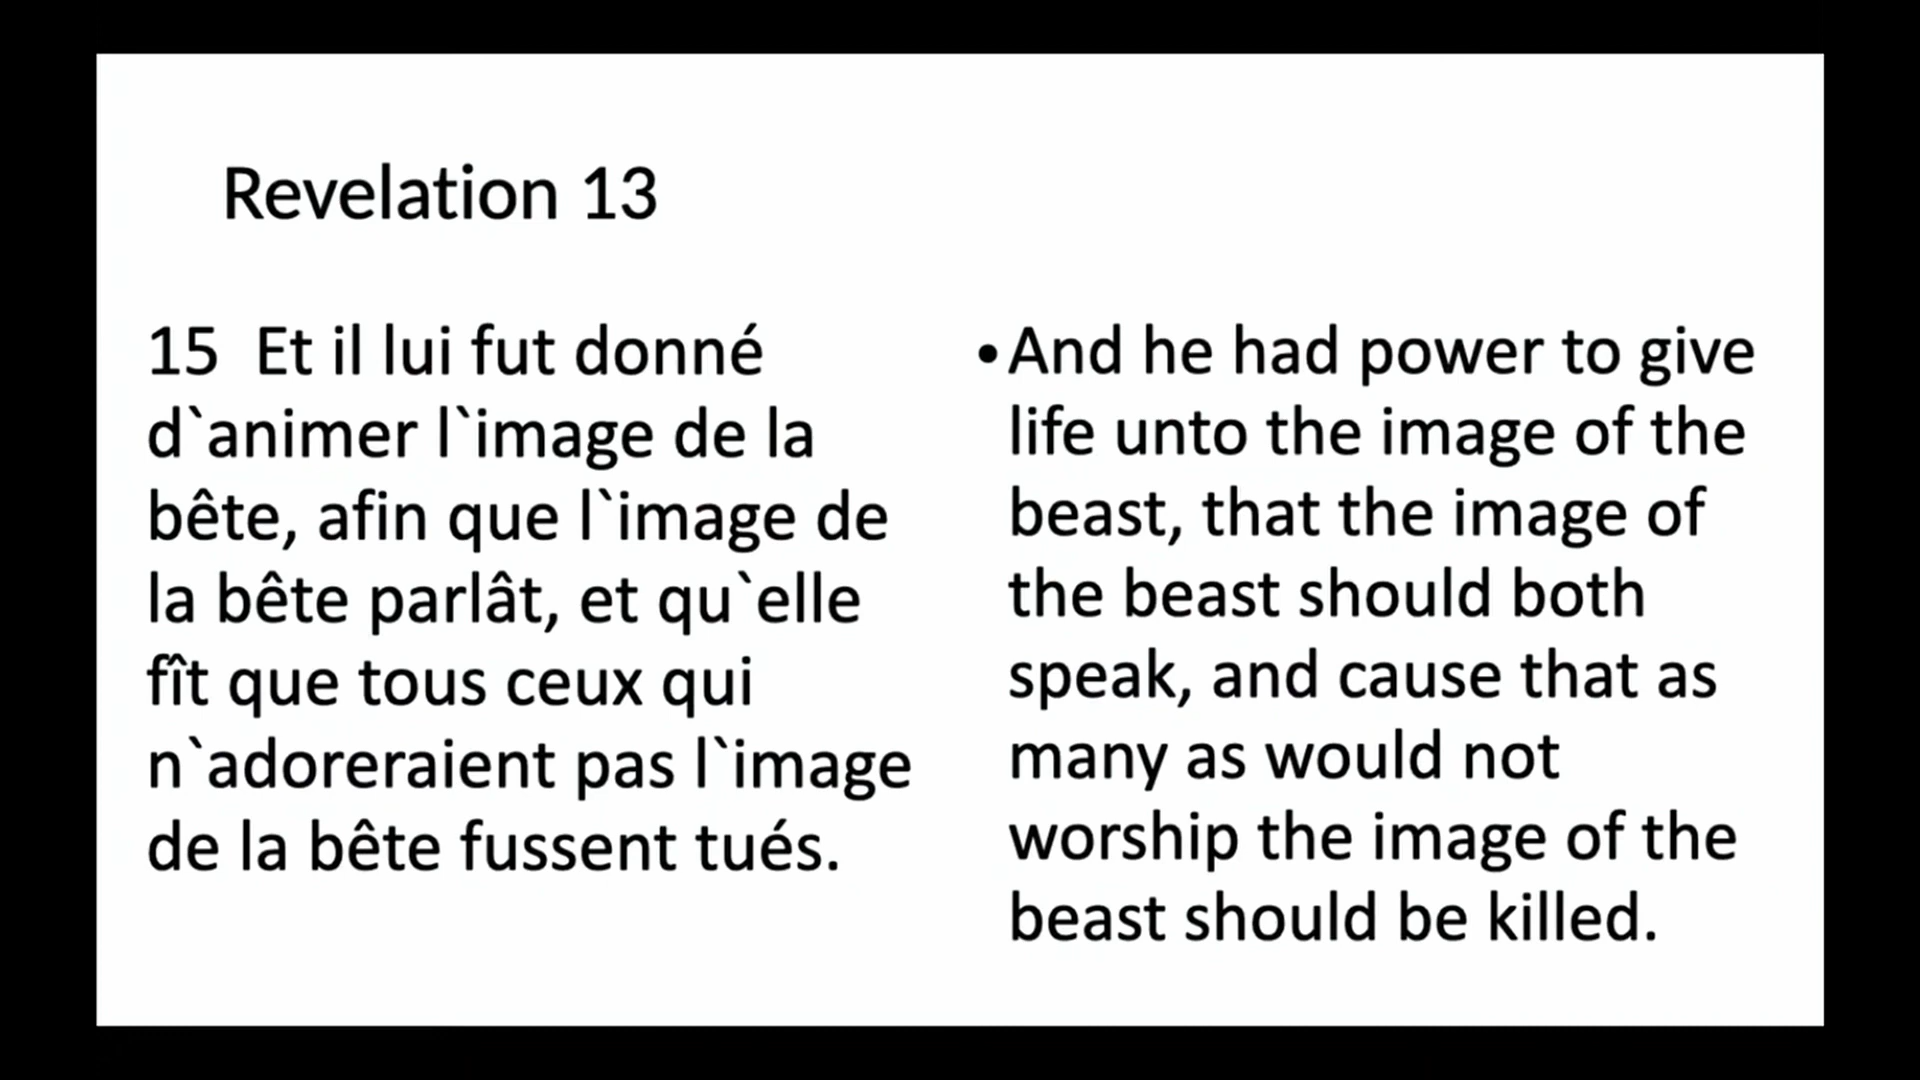 Revelation 13
15  Et il lui fut donné
d`animer l`image de la
bête, afin que l`image de
la bête parlât, et qu`elle
fît que tous ceux qui
n`adoreraient pas l`image
de la bête fussent tués.
•And he had power to give
life unto the image of the
beast, that the image of
the beast should both
speak, and cause that as
many as would not
worship the image of the
beast should be killed.